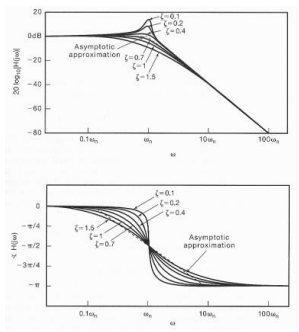 20
0dB
−20
−40
−60
−80
20 log₁₀|H(jω)|
ζ=0.1
ζ=0.2
ζ=0.4
Asymptotic
approximation
ζ=0.7
ζ=1
ζ=1.5
0.1ωn
ωn
10ωn
100ωn
ω
0
−π/4
−π/2
−3π/4
−π
∢ H(jω)
ζ=0.1
ζ=0.2
ζ=0.4
ζ=1.5
ζ=1
ζ=0.7
Asymptotic
approximation
0.1ωn
ωn
10ωn
100ωn
ω